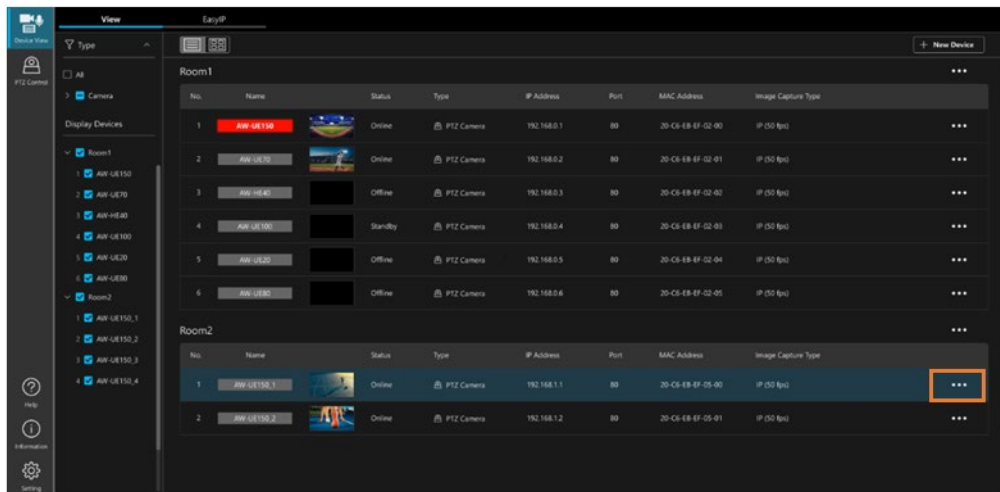 View EasyIP
Device View
PTZ Control
Type
All
Camera
Display Devices
Room1
1 AW-UE150
2 AW-UE70
3 AW-HE40
4 AW-UE100
5 AW-UE20
6 AW-UE80
Room2
1 AW-UE150_1
2 AW-UE150_2
3 AW-UE150_3
4 AW-UE150_4
Help
Information
Setting
+ New Device
Room1
No. Name Status Type IP Address Port MAC Address Image Capture Type
1 AW-UE150 Online PTZ Camera 192.168.0.1 80 20-C6-EB-EF-02-00 IP (50 fps)
2 AW-UE70 Online PTZ Camera 192.168.0.2 80 20-C6-EB-EF-02-01 IP (50 fps)
3 AW-HE40 Offline PTZ Camera 192.168.0.3 80 20-C6-EB-EF-02-02 IP (50 fps)
4 AW-UE100 Standby PTZ Camera 192.168.0.4 80 20-C6-EB-EF-02-03 IP (50 fps)
5 AW-UE20 Offline PTZ Camera 192.168.0.5 80 20-C6-EB-EF-02-04 IP (50 fps)
6 AW-UE80 Offline PTZ Camera 192.168.0.6 80 20-C6-EB-EF-02-05 IP (50 fps)
Room2
No. Name Status Type IP Address Port MAC Address Image Capture Type
1 AW-UE150_1 Online PTZ Camera 192.168.1.1 80 20-C6-EB-EF-05-00 IP (50 fps)
2 AW-UE150_2 Online PTZ Camera 192.168.1.2 80 20-C6-EB-EF-05-01 IP (50 fps)